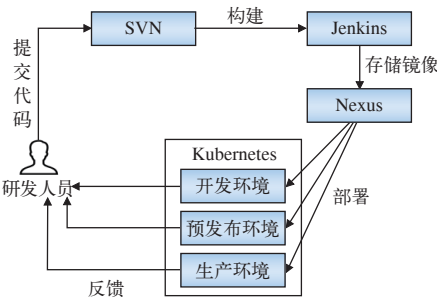 SVN
构建
Jenkins
提交代码
存储镜像
Nexus
Kubernetes
研发人员
开发环境
部署
预发布环境
生产环境
反馈